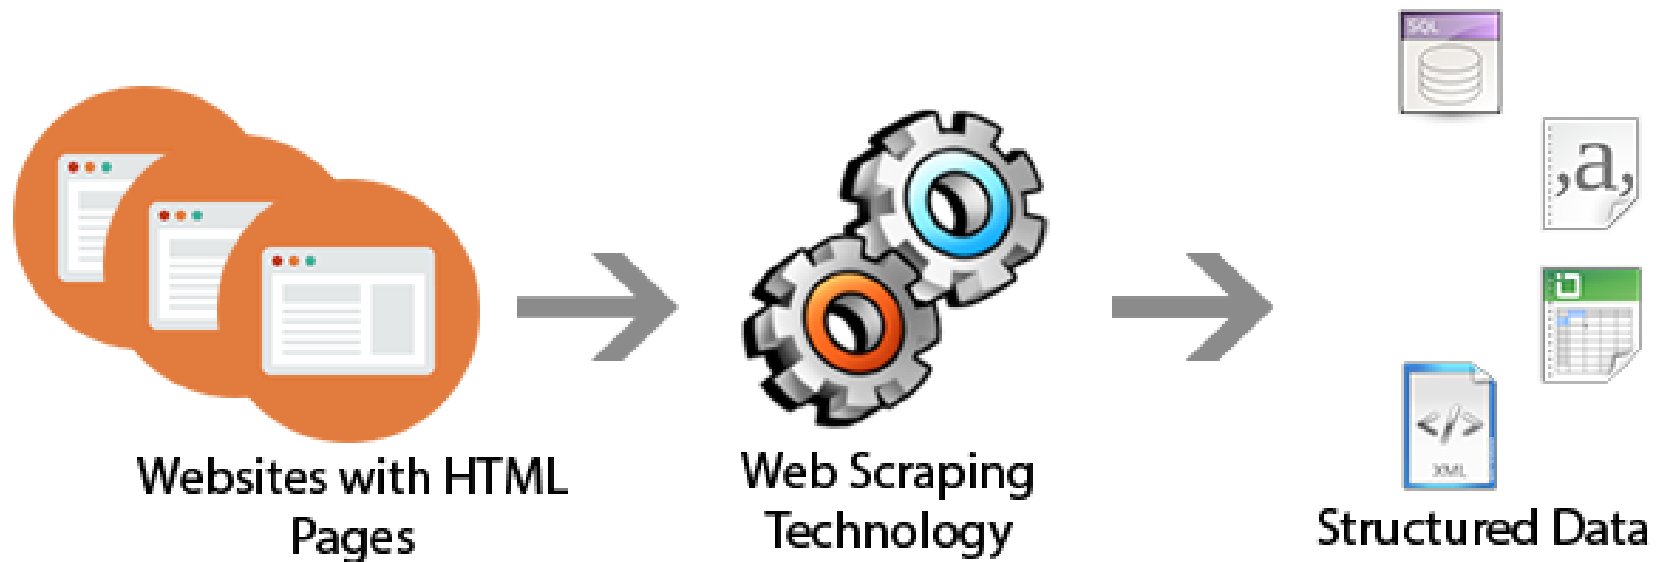 SQL
,a,
XML
Websites with HTML
Pages
Web Scraping
Technology
Structured Data